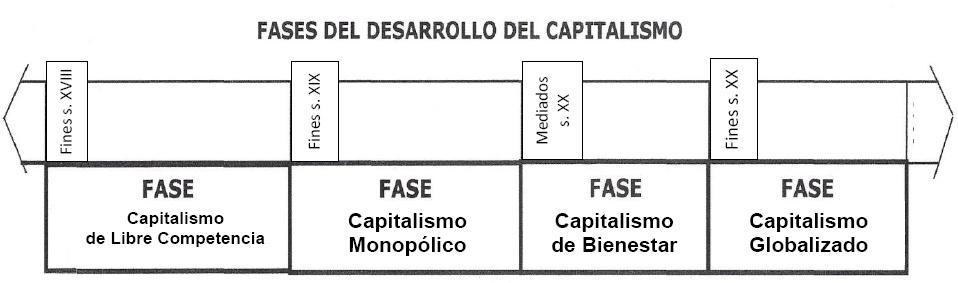 FASES DEL DESARROLLO DEL CAPITALISMO
Fines s. XVIII
Fines s. XIX
Mediados
s. XX
Fines s. XX
FASE
Capitalismo
de Libre Competencia
FASE
Capitalismo
Monopólico
FASE
Capitalismo
de Bienestar
FASE
Capitalismo
Globalizado